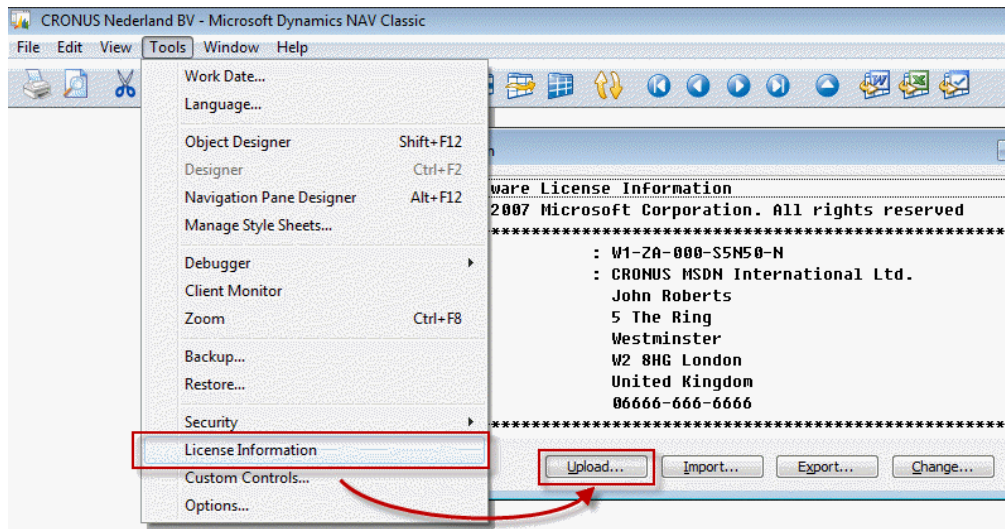 CRONUS Nederland BV - Microsoft Dynamics NAV Classic
File Edit View Tools Window Help
Work Date...
Language...
Object Designer Shift+F12
Designer Ctrl+F2
Navigation Pane Designer Alt+F12
Manage Style Sheets...
Debugger
Client Monitor
Zoom Ctrl+F8
Backup...
Restore...
Security
License Information
Custom Controls...
Options...
ware License Information
2007 Microsoft Corporation. All rights reserved
******************************************************
: W1-ZA-000-S5N50-N
: CRONUS MSDN International Ltd.
John Roberts
5 The Ring
Westminster
W2 8HG London
United Kingdom
06666-666-6666
******************************************************
Upload... Import... Export... Change...